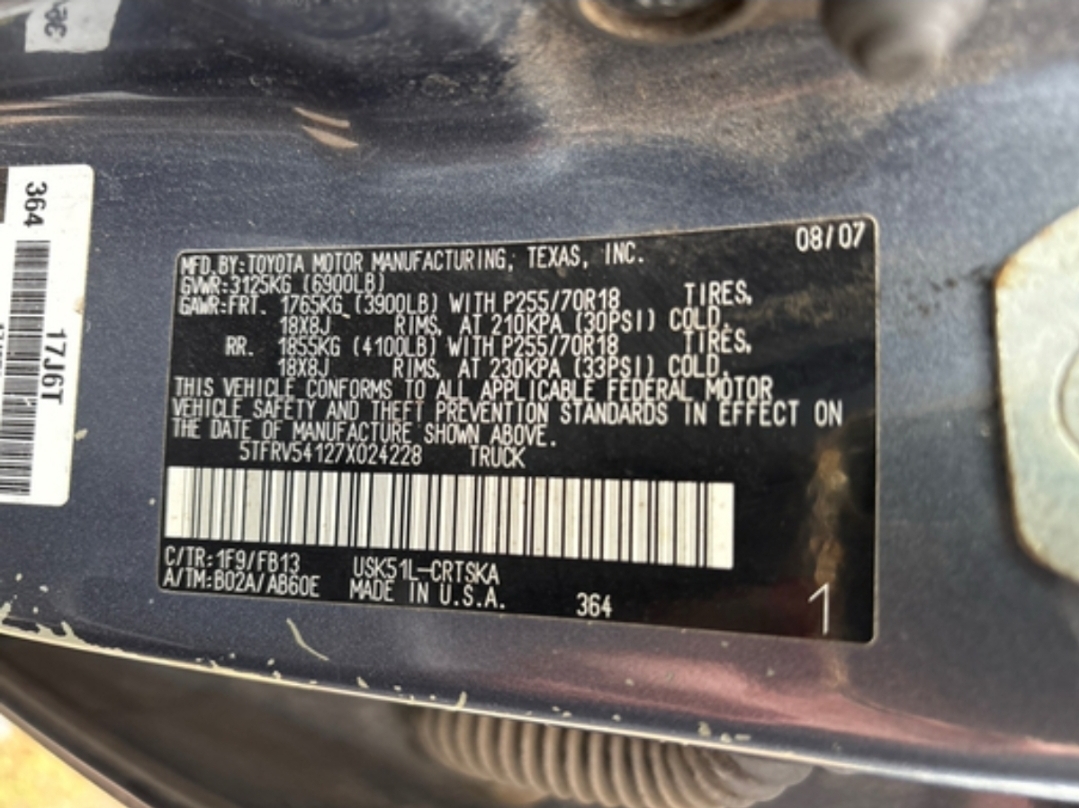 364
17J6T
08/07
MFD.BY:TOYOTA MOTOR MANUFACTURING, TEXAS, INC.
GVWR:3125KG (6900LB)
GAWR:FRT. 1765KG (3900LB) WITH P255/70R18 TIRES,
18X8J RIMS, AT 210KPA (30PSI) COLD.
RR. 1855KG (4100LB) WITH P255/70R18 TIRES,
18X8J RIMS, AT 230KPA (33PSI) COLD.
THIS VEHICLE CONFORMS TO ALL APPLICABLE FEDERAL MOTOR
VEHICLE SAFETY AND THEFT PREVENTION STANDARDS IN EFFECT ON
THE DATE OF MANUFACTURE SHOWN ABOVE.
5TFRV54127X024228 TRUCK
C/TR:1F9/FB13 USK51L-CRTSKA
A/TM:B02A/AB60E MADE IN U.S.A. 364
1